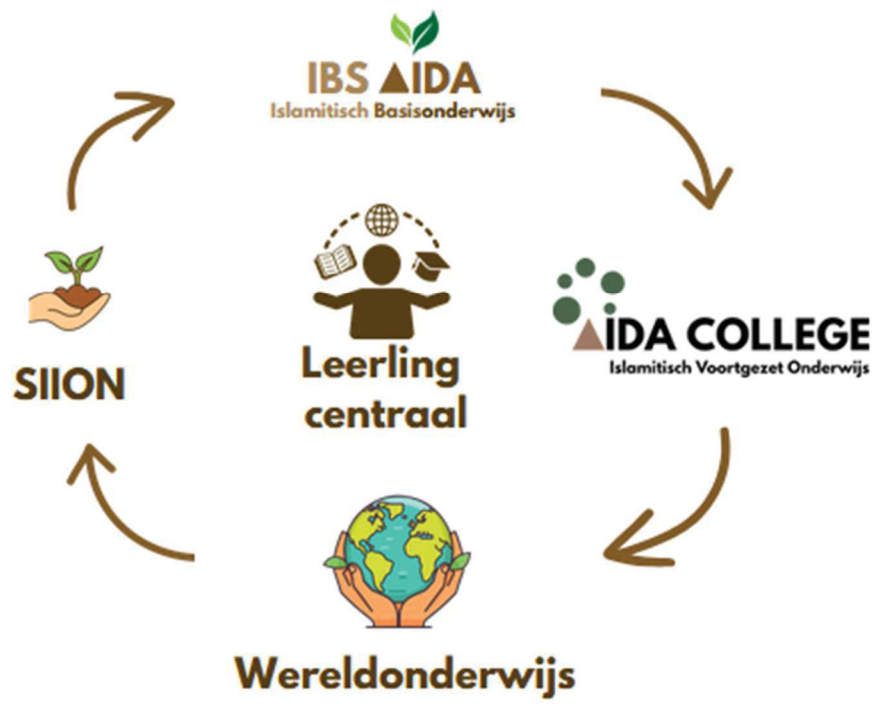 IBS AIDA
Islamitisch Basisonderwijs
AIDA COLLEGE
Islamitisch Voortgezet Onderwijs
SIION
Leerling
centraal
Wereldonderwijs